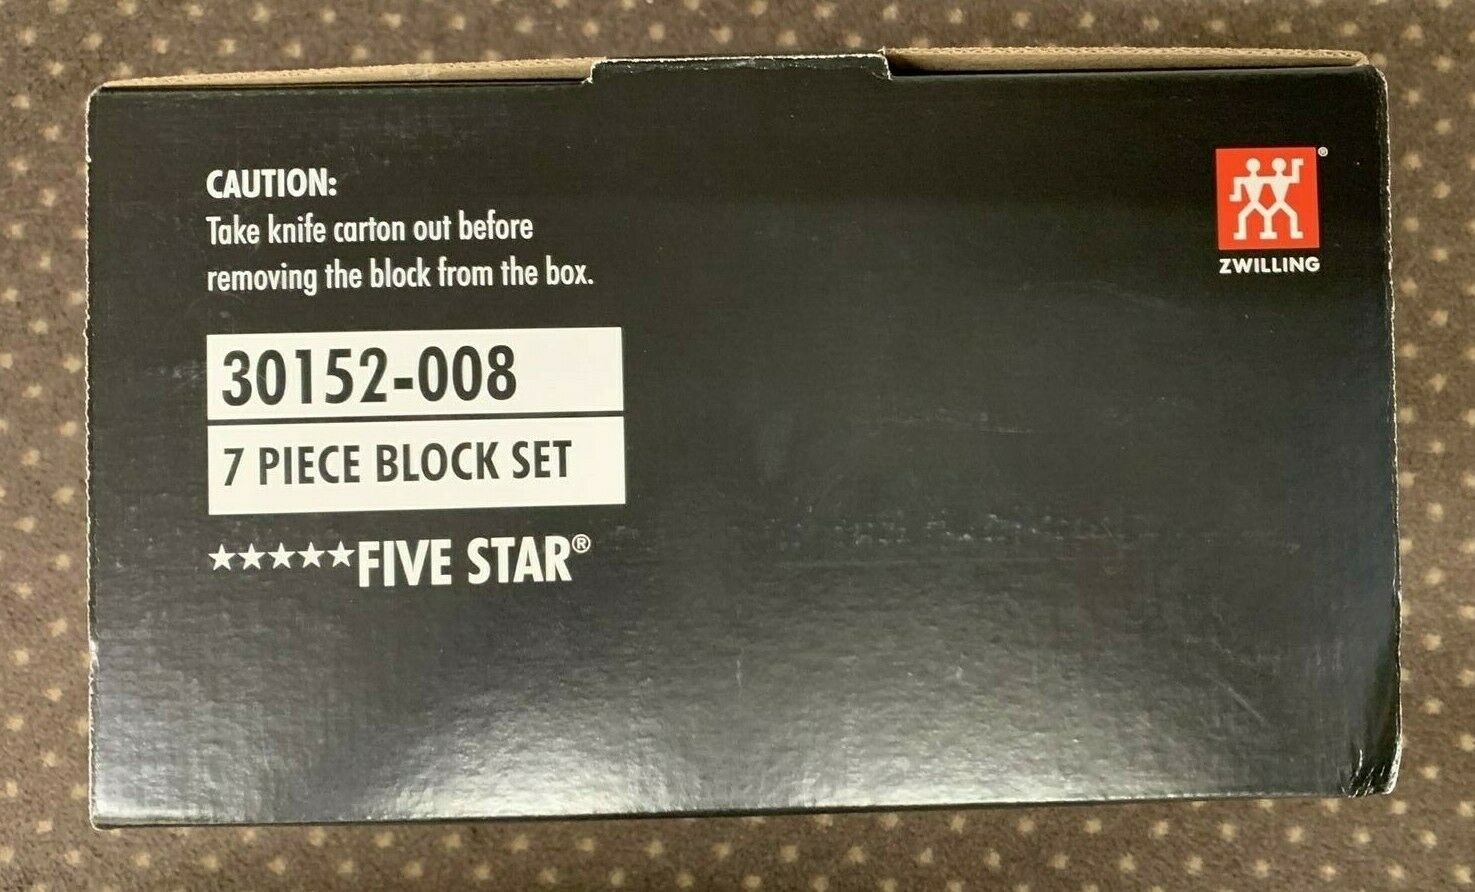 CAUTION:
Take knife carton out before
removing the block from the box.
30152-008
7 PIECE BLOCK SET
★★★★★FIVE STAR®
®
ZWILLING